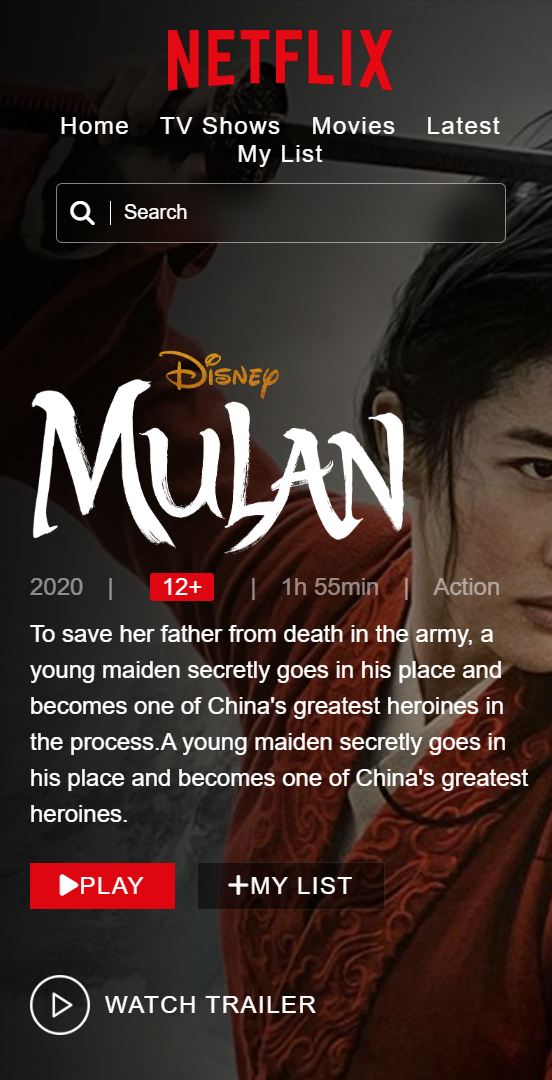 NETFLIX
Home TV Shows Movies Latest
My List
Search
Disney
MULAN
2020 | 12+ | 1h 55min | Action
To save her father from death in the army, a
young maiden secretly goes in his place and
becomes one of China's greatest heroines in
the process.A young maiden secretly goes in
his place and becomes one of China's greatest
heroines.
PLAY MY LIST
WATCH TRAILER